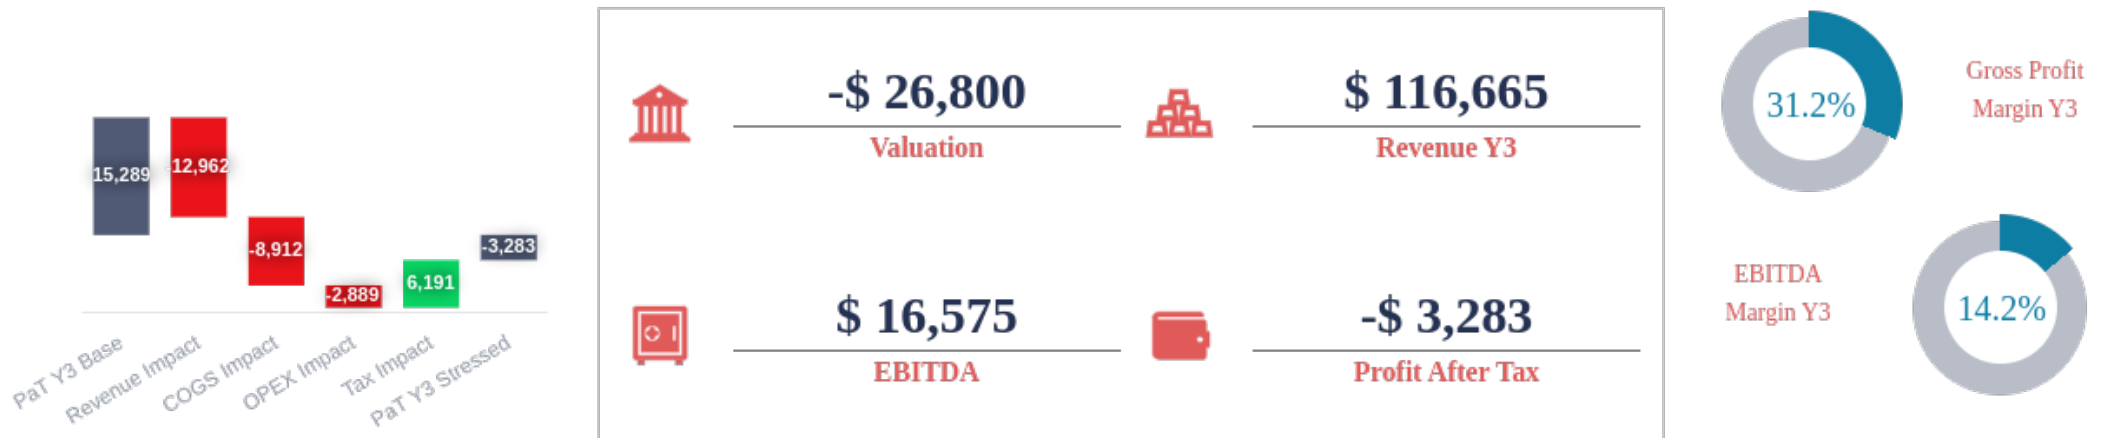 15,289
-12,962
-8,912
-2,889
6,191
-3,283
PaT Y3 Base
Revenue Impact
COGS Impact
OPEX Impact
Tax Impact
PaT Y3 Stressed
-$ 26,800
Valuation
$ 116,665
Revenue Y3
$ 16,575
EBITDA
-$ 3,283
Profit After Tax
31.2%
Gross Profit
Margin Y3
EBITDA
Margin Y3
14.2%